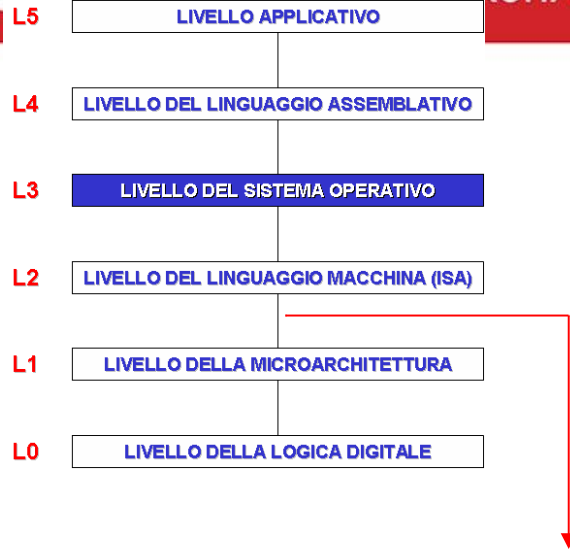 L5 LIVELLO APPLICATIVO
L4 LIVELLO DEL LINGUAGGIO ASSEMBLATIVO
L3 LIVELLO DEL SISTEMA OPERATIVO
L2 LIVELLO DEL LINGUAGGIO MACCHINA (ISA)
L1 LIVELLO DELLA MICROARCHITETTURA
L0 LIVELLO DELLA LOGICA DIGITALE